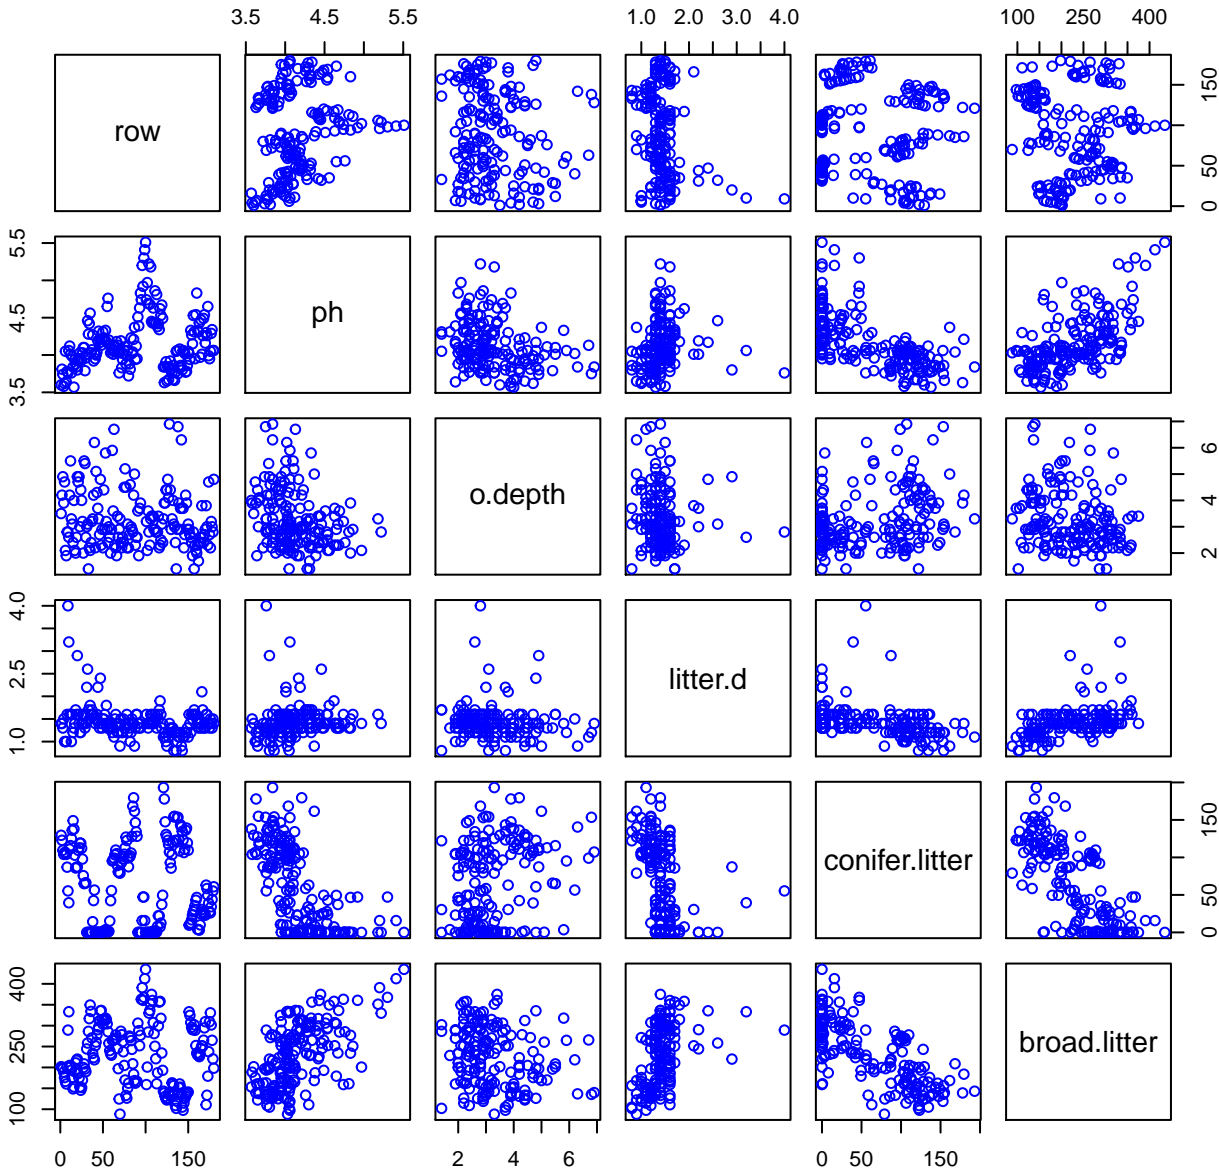 3.5 4.5 5.5 1.0 2.0 3.0 4.0 100 250 400
row 0 50 150
3.5 4.5 5.5 ph
o.depth 2 4 6
1.0 2.5 4.0 litter.d
conifer.litter 0 50 150
100 250 400 broad.litter
0 50 150 2 4 6 0 50 150